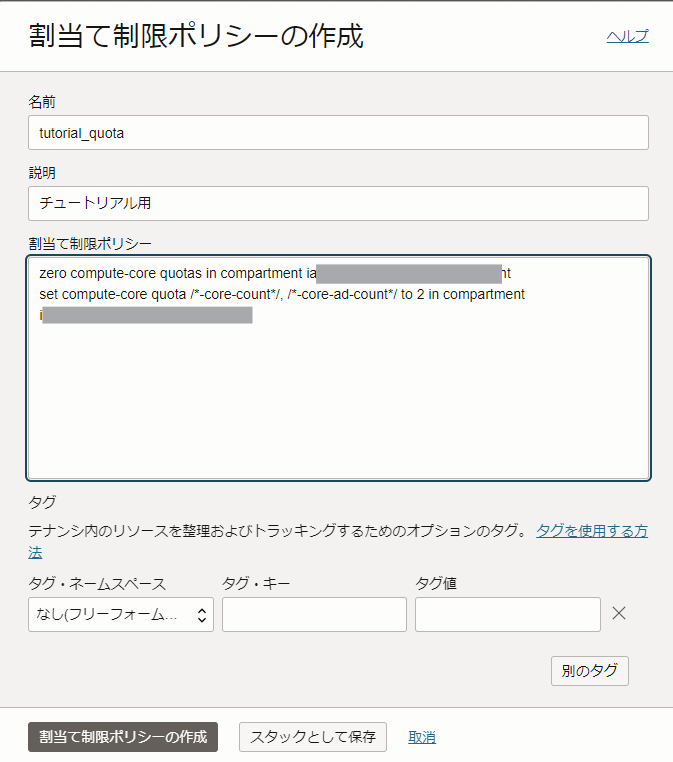 割当て制限ポリシーの作成
ヘルプ
名前
tutorial_quota
説明
チュートリアル用
割当て制限ポリシー
zero compute-core quotas in compartment ia nt
set compute-core quota /*-core-count*/, /*-core-ad-count*/ to 2 in compartment
i
タグ
テナンシ内のリソースを整理およびトラッキングするためのオプションのタグ。 タグを使用する方
法
タグ・ネームスペース タグ・キー タグ値
なし(フリーフォーム...
別のタグ
割当て制限ポリシーの作成 スタックとして保存 取消